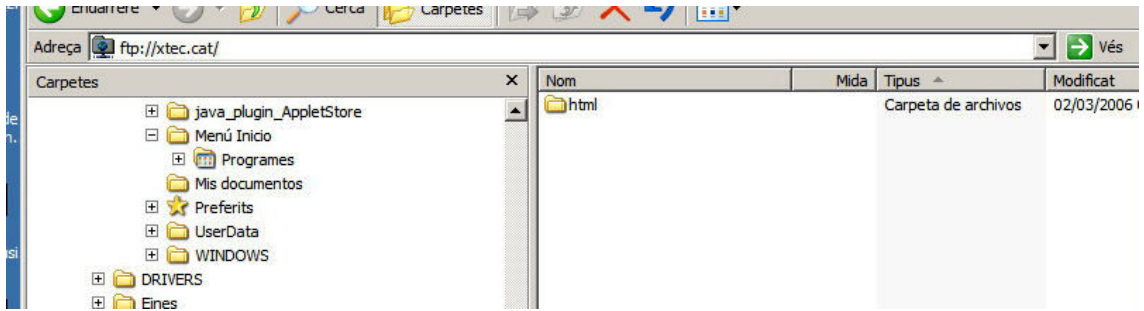 Endarrere Cerca Carpetes
Adreça ftp://xtec.cat/ Vés
Carpetes
java_plugin_AppletStore
Menú Inicio
Programes
Mis documentos
Preferits
UserData
WINDOWS
DRIVERS
Eines
Nom Mida Tipus Modificat
html Carpeta de archivos 02/03/2006